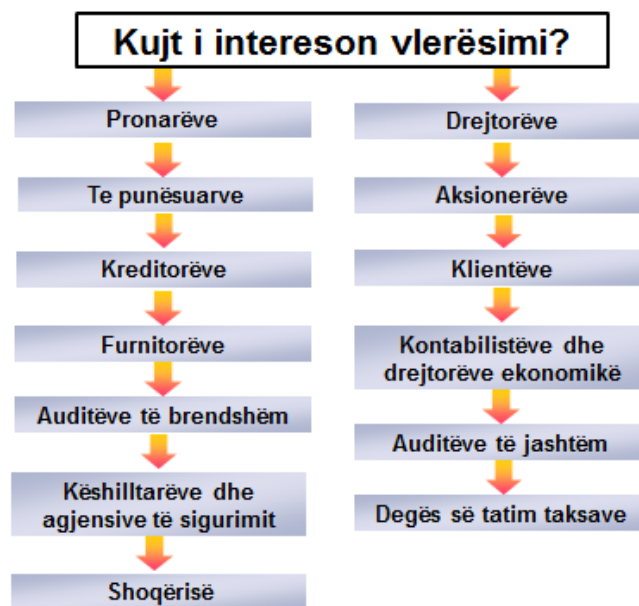 Kujt i intereson vlerësimi?
Pronarëve
Te punësuarve
Kreditorëve
Furnitorëve
Auditëve të brendshëm
Këshilltarëve dhe
agjensive të sigurimit
Shoqërisë
Drejtorëve
Aksionerëve
Klientëve
Kontabilistëve dhe
drejtorëve ekonomikë
Auditëve të jashtëm
Degës së tatim taksave